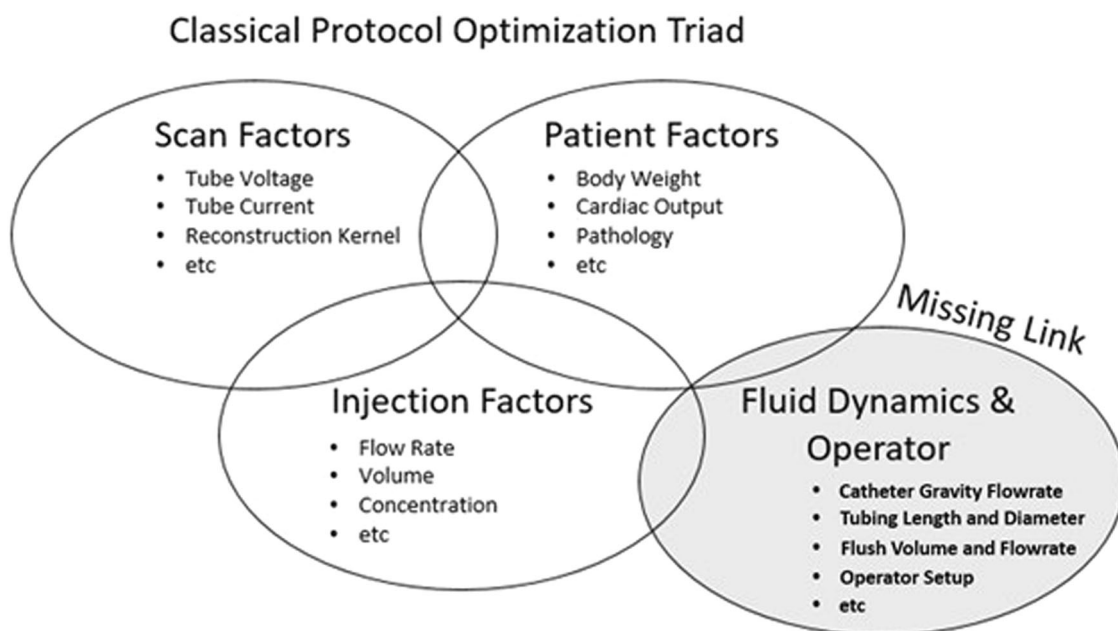 Classical Protocol Optimization Triad
Scan Factors
• Tube Voltage
• Tube Current
• Reconstruction Kernel
• etc
Patient Factors
• Body Weight
• Cardiac Output
• Pathology
• etc
Injection Factors
• Flow Rate
• Volume
• Concentration
• etc
Missing Link
Fluid Dynamics &
Operator
• Catheter Gravity Flowrate
• Tubing Length and Diameter
• Flush Volume and Flowrate
• Operator Setup
• etc